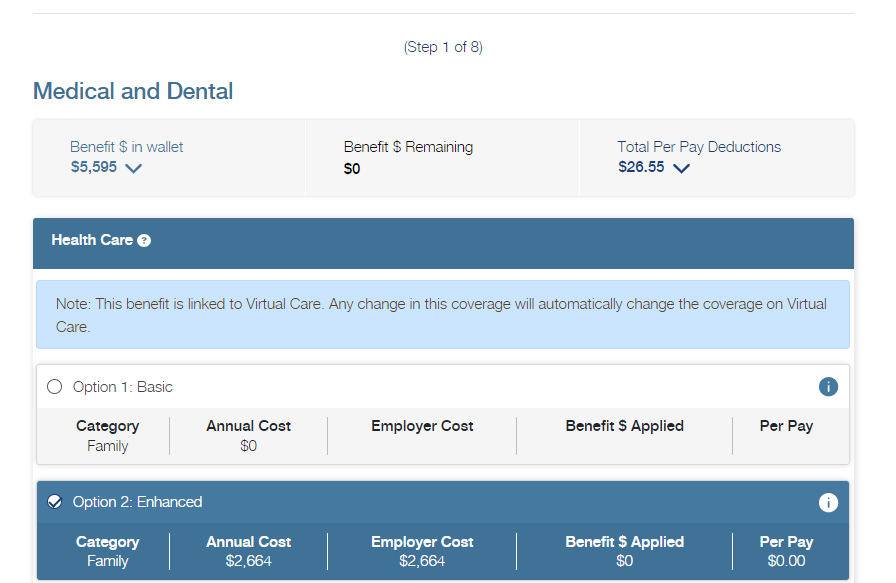 (Step 1 of 8)
Medical and Dental
Benefit $ in wallet
$5,595
Benefit $ Remaining
$0
Total Per Pay Deductions
$26.55
Health Care ?
Note: This benefit is linked to Virtual Care. Any change in this coverage will automatically change the coverage on Virtual
Care.
Option 1: Basic
i
Category Annual Cost Employer Cost Benefit $ Applied Per Pay
Family $0
Option 2: Enhanced
i
Category Annual Cost Employer Cost Benefit $ Applied Per Pay
Family $2,664 $2,664 $0 $0.00